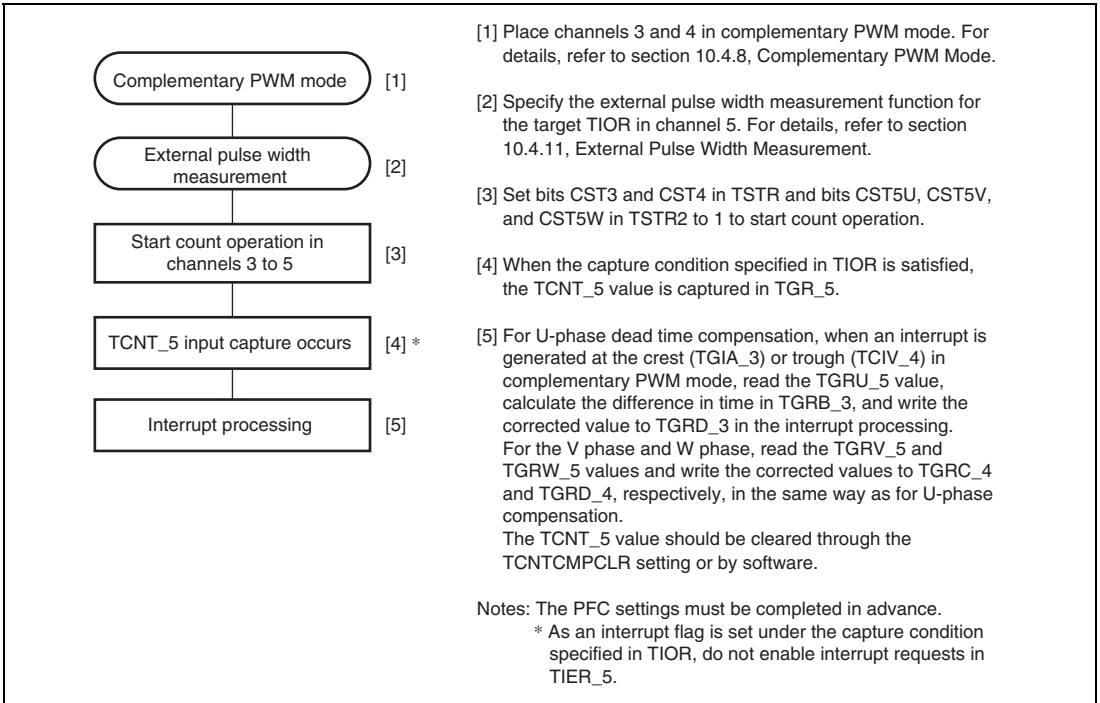 Complementary PWM mode [1]
External pulse width
measurement
[2]
Start count operation in
channels 3 to 5
[3]
TCNT_5 input capture occurs [4] *
Interrupt processing [5]
[1] Place channels 3 and 4 in complementary PWM mode. For
details, refer to section 10.4.8, Complementary PWM Mode.
[2] Specify the external pulse width measurement function for
the target TIOR in channel 5. For details, refer to section
10.4.11, External Pulse Width Measurement.
[3] Set bits CST3 and CST4 in TSTR and bits CST5U, CST5V,
and CST5W in TSTR2 to 1 to start count operation.
[4] When the capture condition specified in TIOR is satisfied,
the TCNT_5 value is captured in TGR_5.
[5] For U-phase dead time compensation, when an interrupt is
generated at the crest (TGIA_3) or trough (TCIV_4) in
complementary PWM mode, read the TGRU_5 value,
calculate the difference in time in TGRB_3, and write the
corrected value to TGRD_3 in the interrupt processing.
For the V phase and W phase, read the TGRV_5 and
TGRW_5 values and write the corrected values to TGRC_4
and TGRD_4, respectively, in the same way as for U-phase
compensation.
The TCNT_5 value should be cleared through the
TCNTCMPCLR setting or by software.
Notes: The PFC settings must be completed in advance.
* As an interrupt flag is set under the capture condition
specified in TIOR, do not enable interrupt requests in
TIER_5.